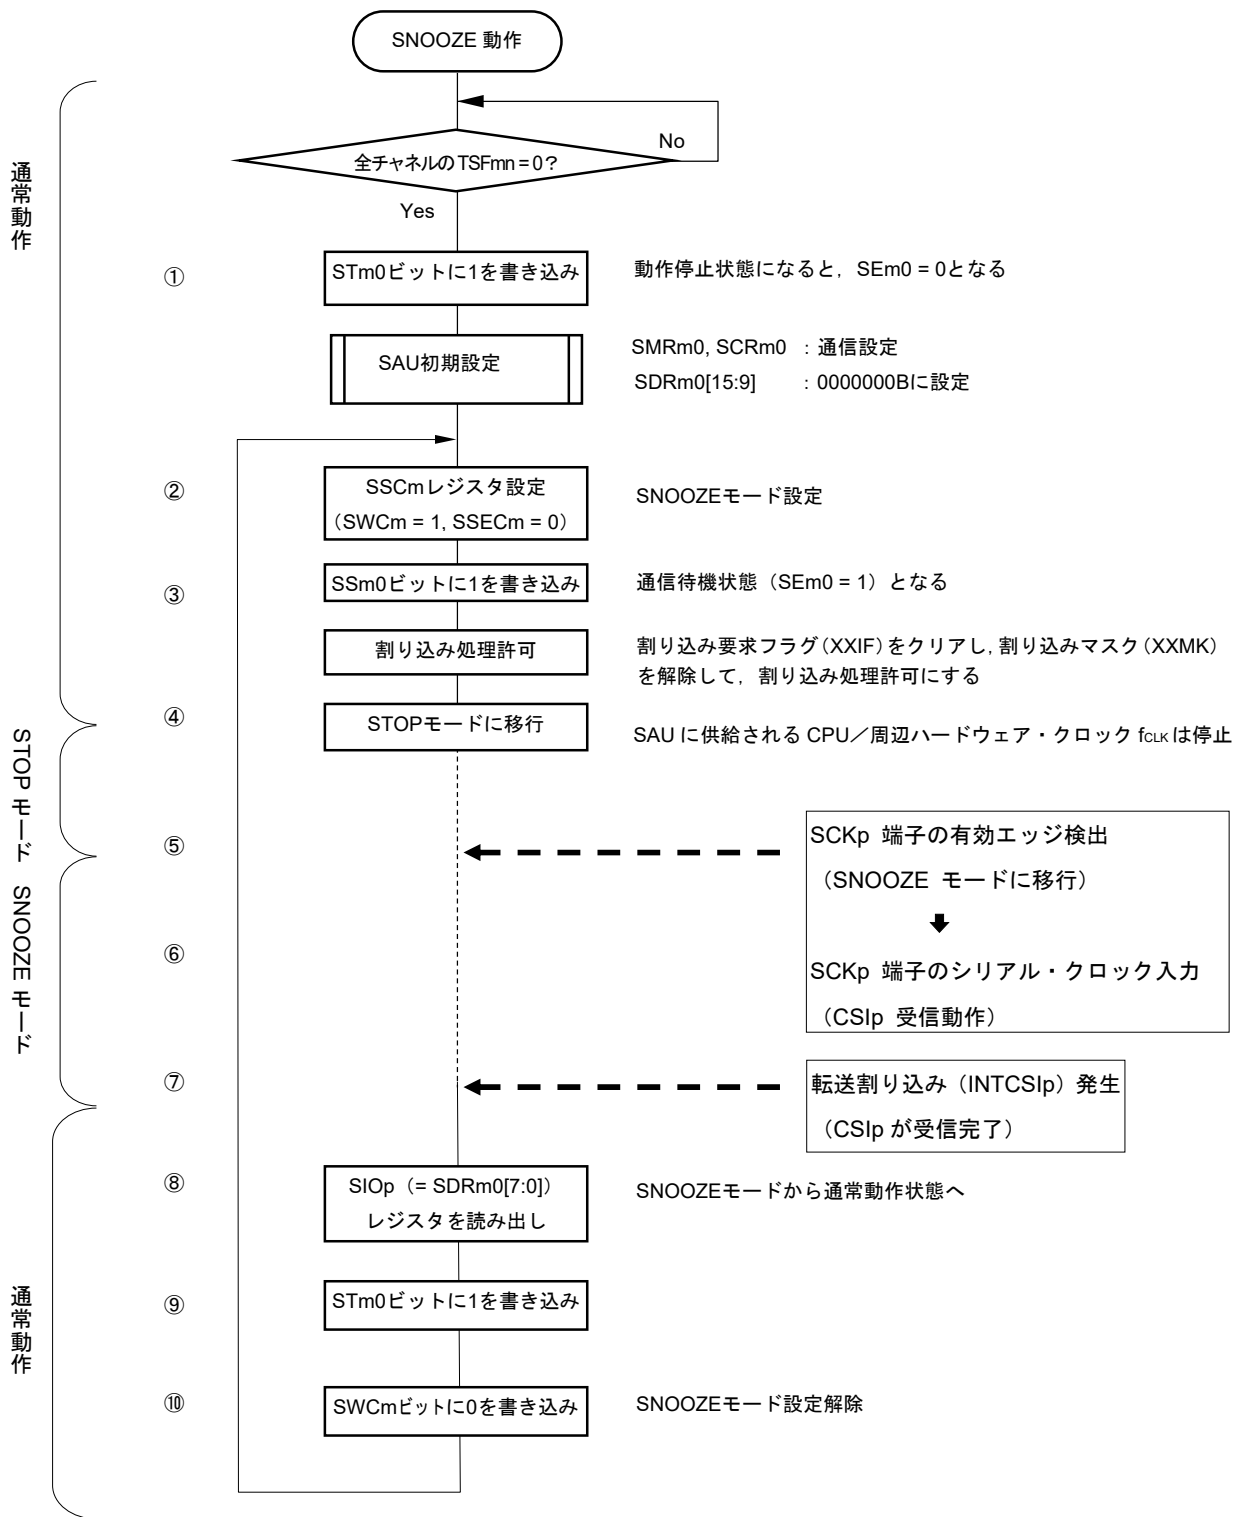 SNOOZE 動作
No
全チャネルの TSFmn = 0？
Yes
通常動作
①
STm0ビットに1を書き込み
動作停止状態になると，SEm0 = 0となる
SAU初期設定
SMRm0, SCRm0 ：通信設定
SDRm0[15:9] ：0000000Bに設定
②
SSCmレジスタ設定
（SWCm = 1, SSECm = 0）
SNOOZEモード設定
③
SSm0ビットに1を書き込み
通信待機状態（SEm0 = 1）となる
割り込み処理許可
割り込み要求フラグ（XXIF）をクリアし，割り込みマスク（XXMK）
を解除して，割り込み処理許可にする
④
STOPモードに移行
SAU に供給される CPU／周辺ハードウェア・クロック fCLK は停止
STOP モード
⑤
SCKp 端子の有効エッジ検出
（SNOOZE モードに移行）
SNOOZE モード
⑥
SCKp 端子のシリアル・クロック入力
（CSIp 受信動作）
⑦
転送割り込み（INTCSIp）発生
（CSIp が受信完了）
⑧
SIOp（= SDRm0[7:0]）
レジスタを読み出し
SNOOZEモードから通常動作状態へ
通常動作
⑨
STm0ビットに1を書き込み
⑩
SWCmビットに0を書き込み
SNOOZEモード設定解除